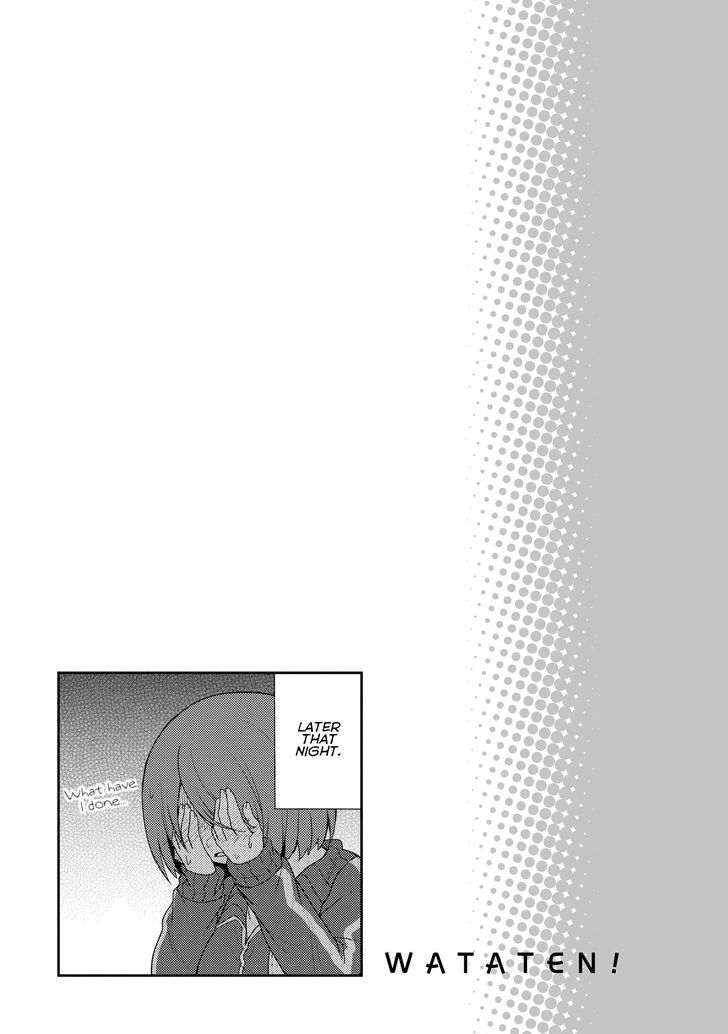 LATER
THAT
NIGHT.
What have
I done...
WATATEN!